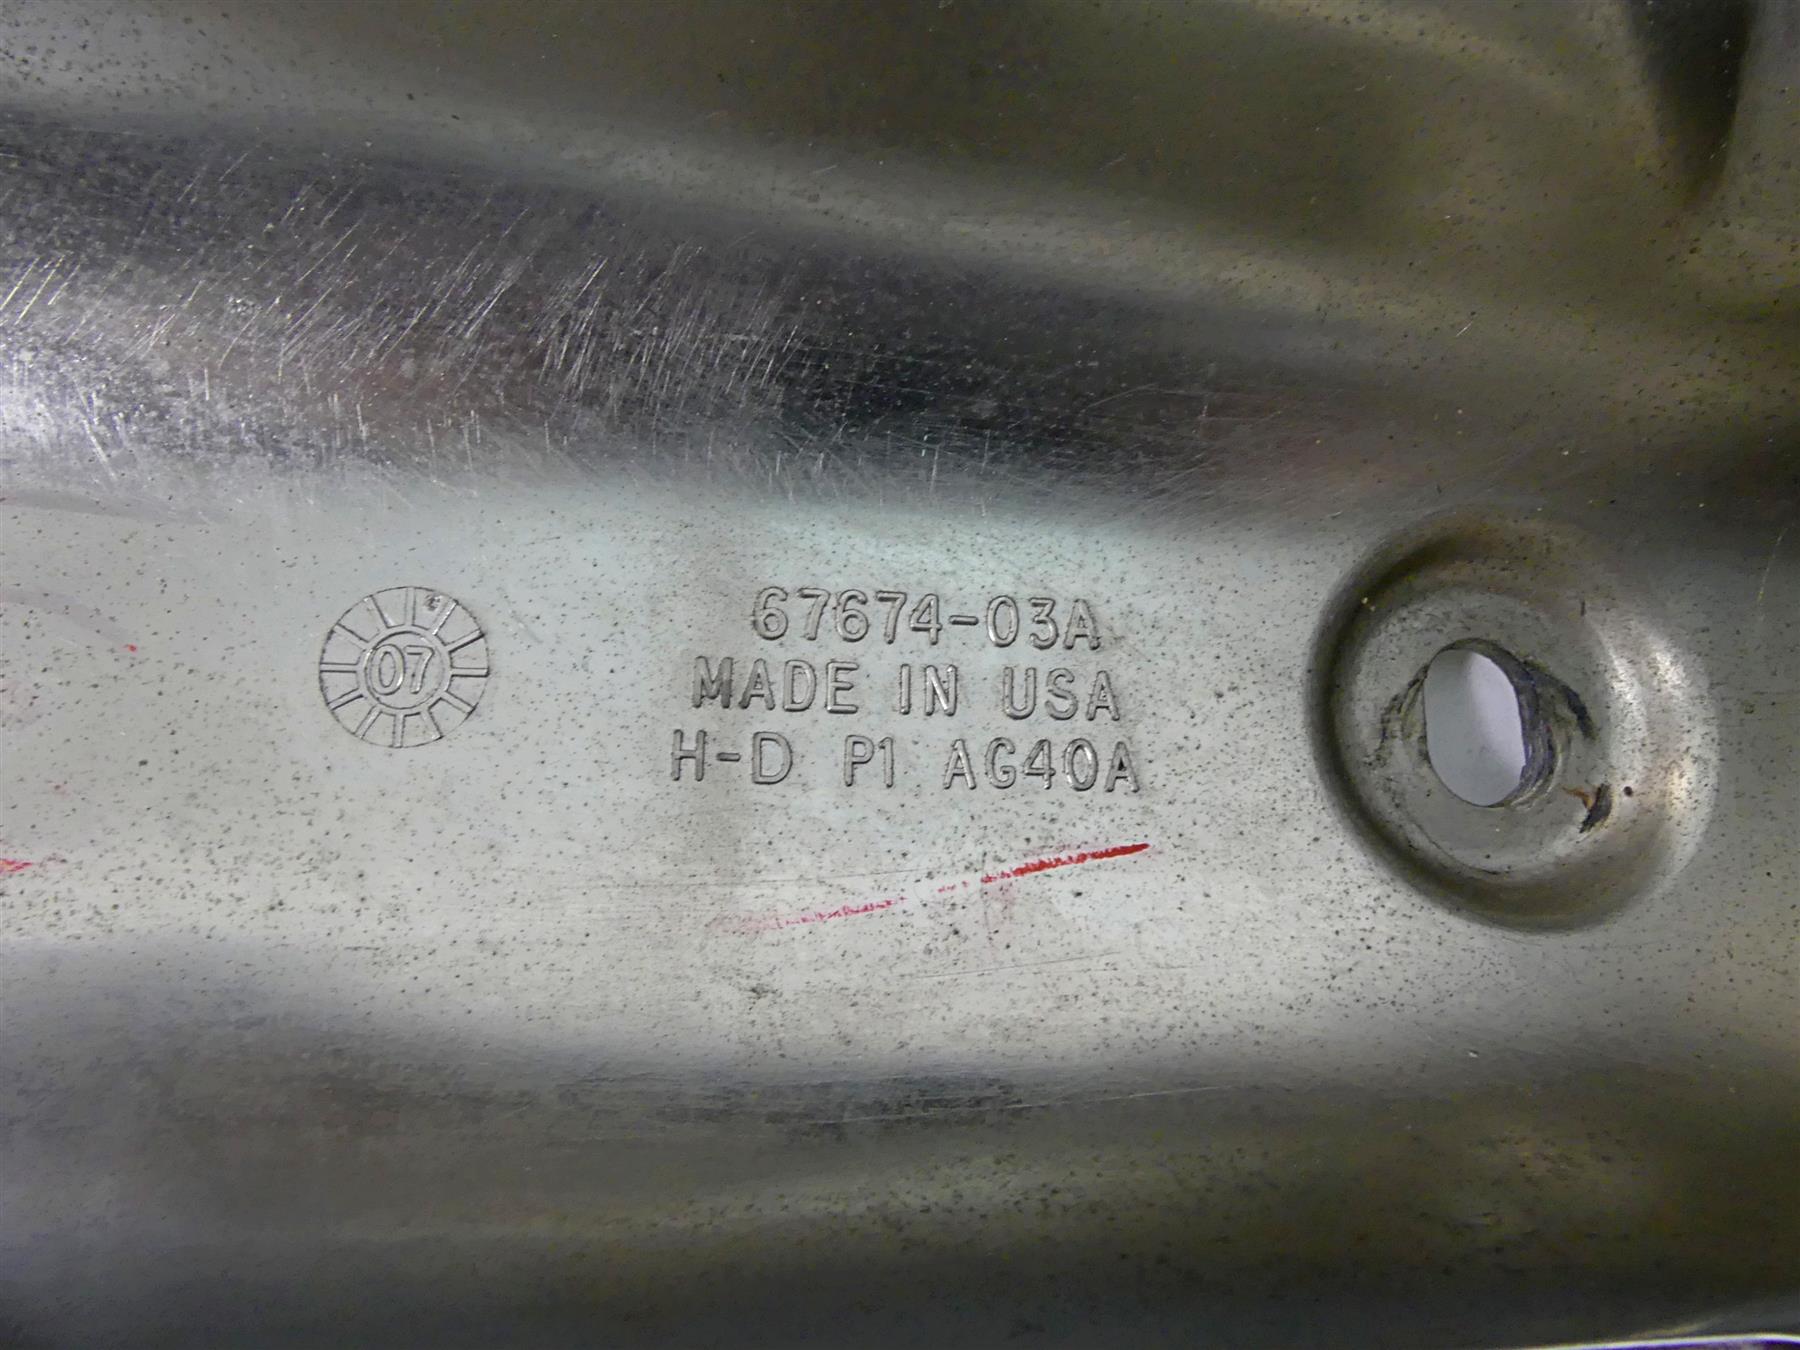 07
67674-03A
MADE IN USA
H-D P1 AG40A